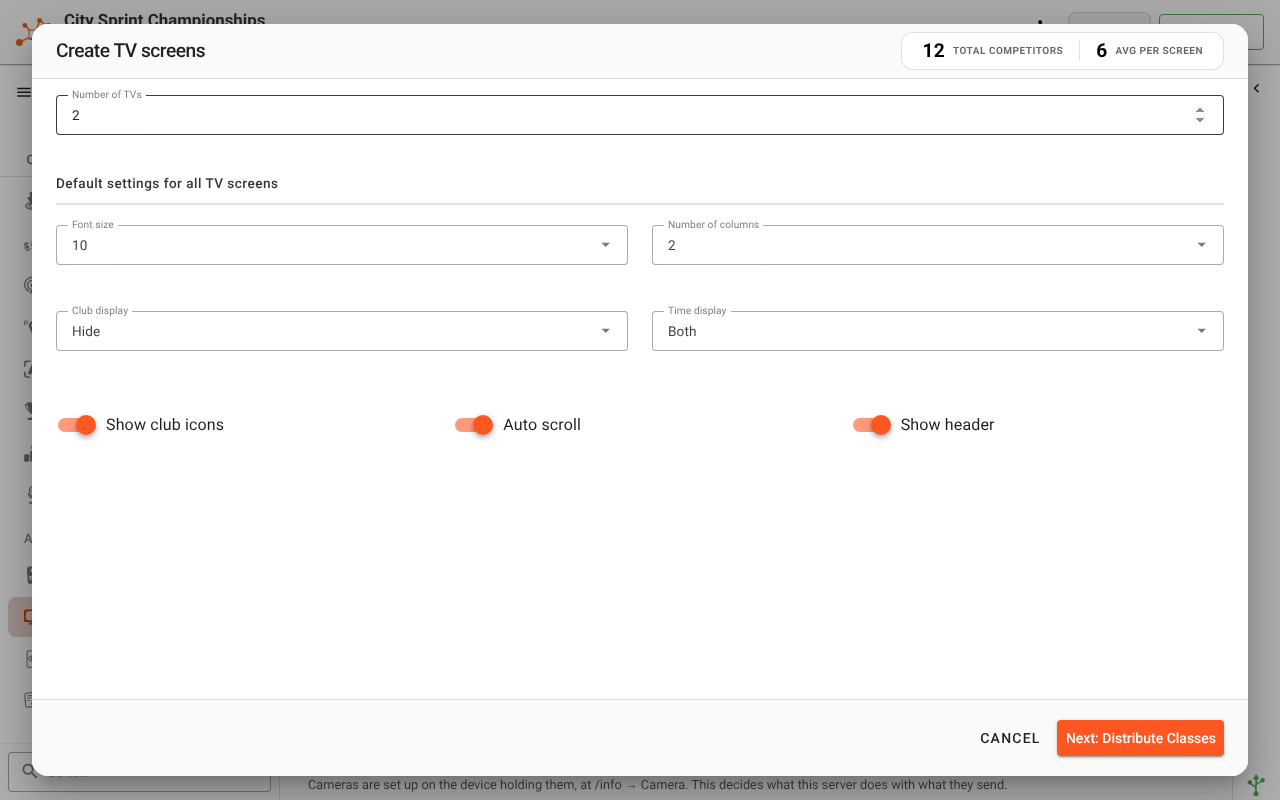 City Sprint Championships
Create TV screens
12 TOTAL COMPETITORS
6 AVG PER SCREEN
Number of TVs
2
Default settings for all TV screens
Font size
10
Number of columns
2
Club display
Hide
Time display
Both
Show club icons
Auto scroll
Show header
CANCEL
Next: Distribute Classes
Cameras are set up on the device holding them, at /info → Camera. This decides what this server does with what they send.